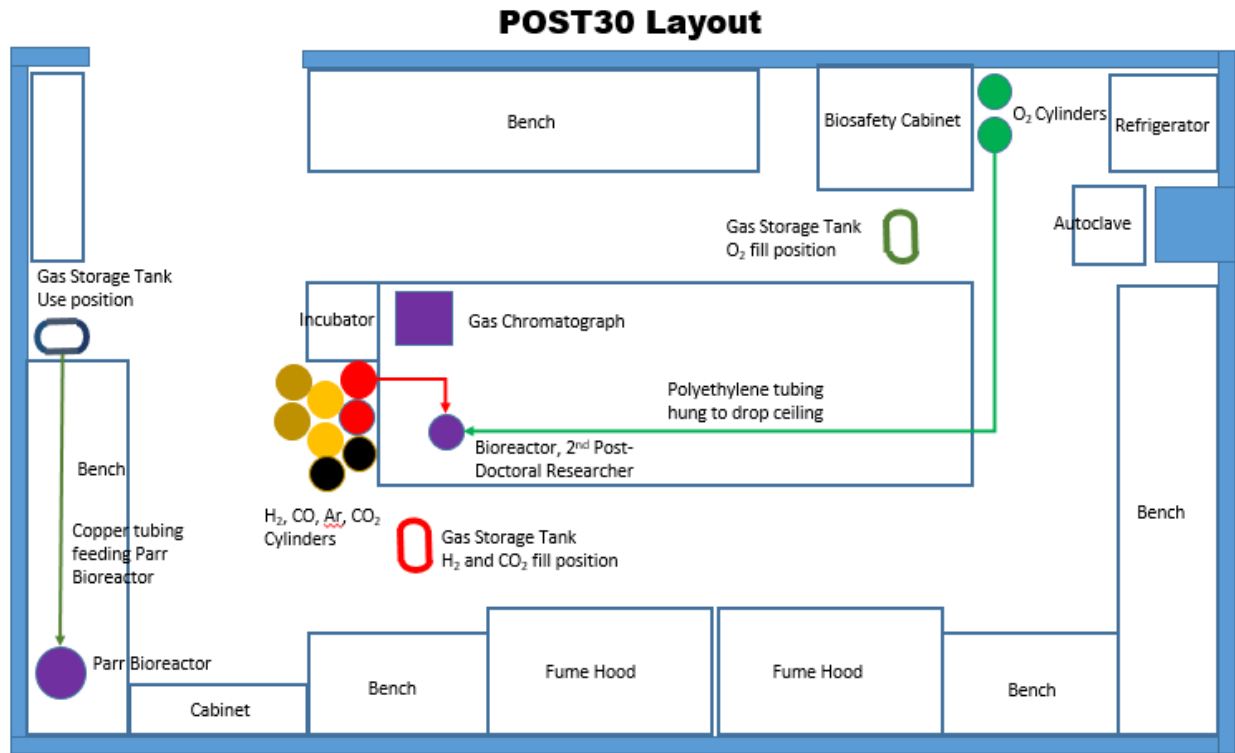 POST30 Layout
Bench
Biosafety Cabinet
O₂ Cylinders
Refrigerator
Gas Storage Tank
O₂ fill position
Autoclave
Gas Storage Tank
Use position
Incubator
Gas Chromatograph
Polyethylene tubing
hung to drop ceiling
Bioreactor, 2ⁿᵈ Post-
Doctoral Researcher
Bench
H₂, CO, Ar, CO₂
Cylinders
Gas Storage Tank
H₂ and CO₂ fill position
Bench
Copper tubing
feeding Parr
Bioreactor
Parr Bioreactor
Cabinet
Bench
Fume Hood
Fume Hood
Bench